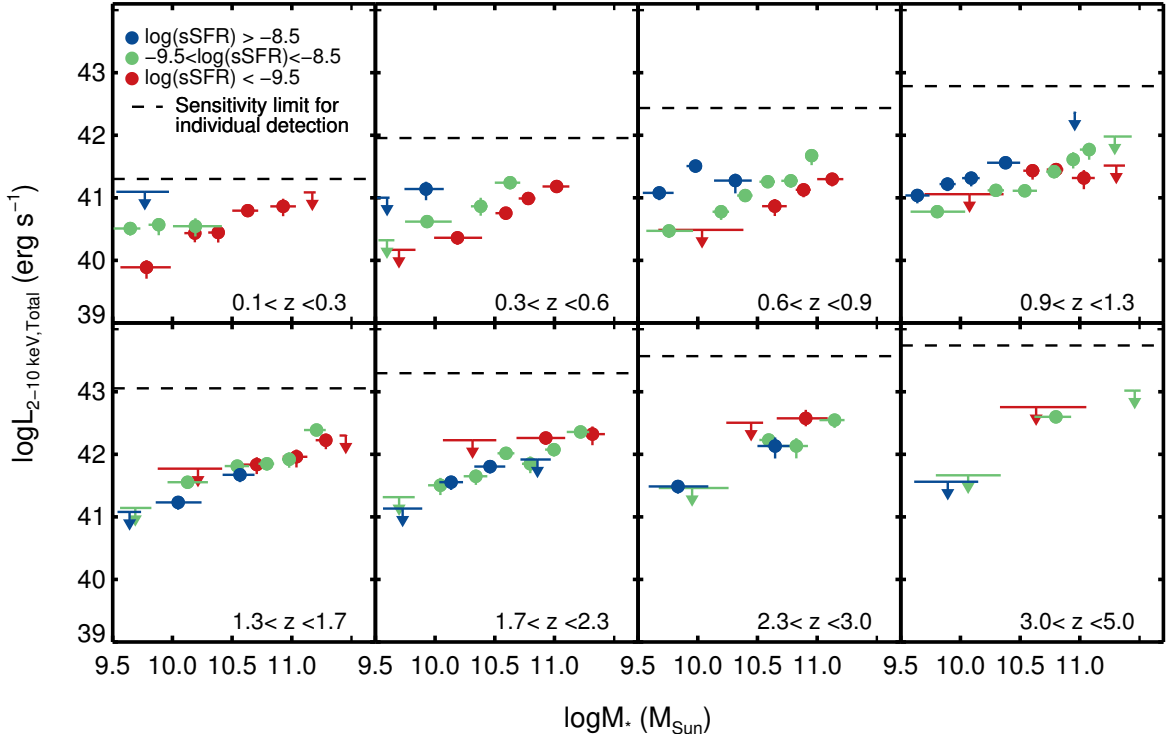 log(sSFR) > −8.5
−9.5<log(sSFR)<−8.5
log(sSFR) < −9.5
Sensitivity limit for
individual detection
43
42
41
40
39
0.1< z <0.3
0.3< z <0.6
0.6< z <0.9
0.9< z <1.3
logL2−10 keV,Total (erg s−1)
43
42
41
40
39
1.3< z <1.7
1.7< z <2.3
2.3< z <3.0
3.0< z <5.0
9.5 10.0 10.5 11.0 9.5 10.0 10.5 11.0 9.5 10.0 10.5 11.0 9.5 10.0 10.5 11.0
logM* (MSun)